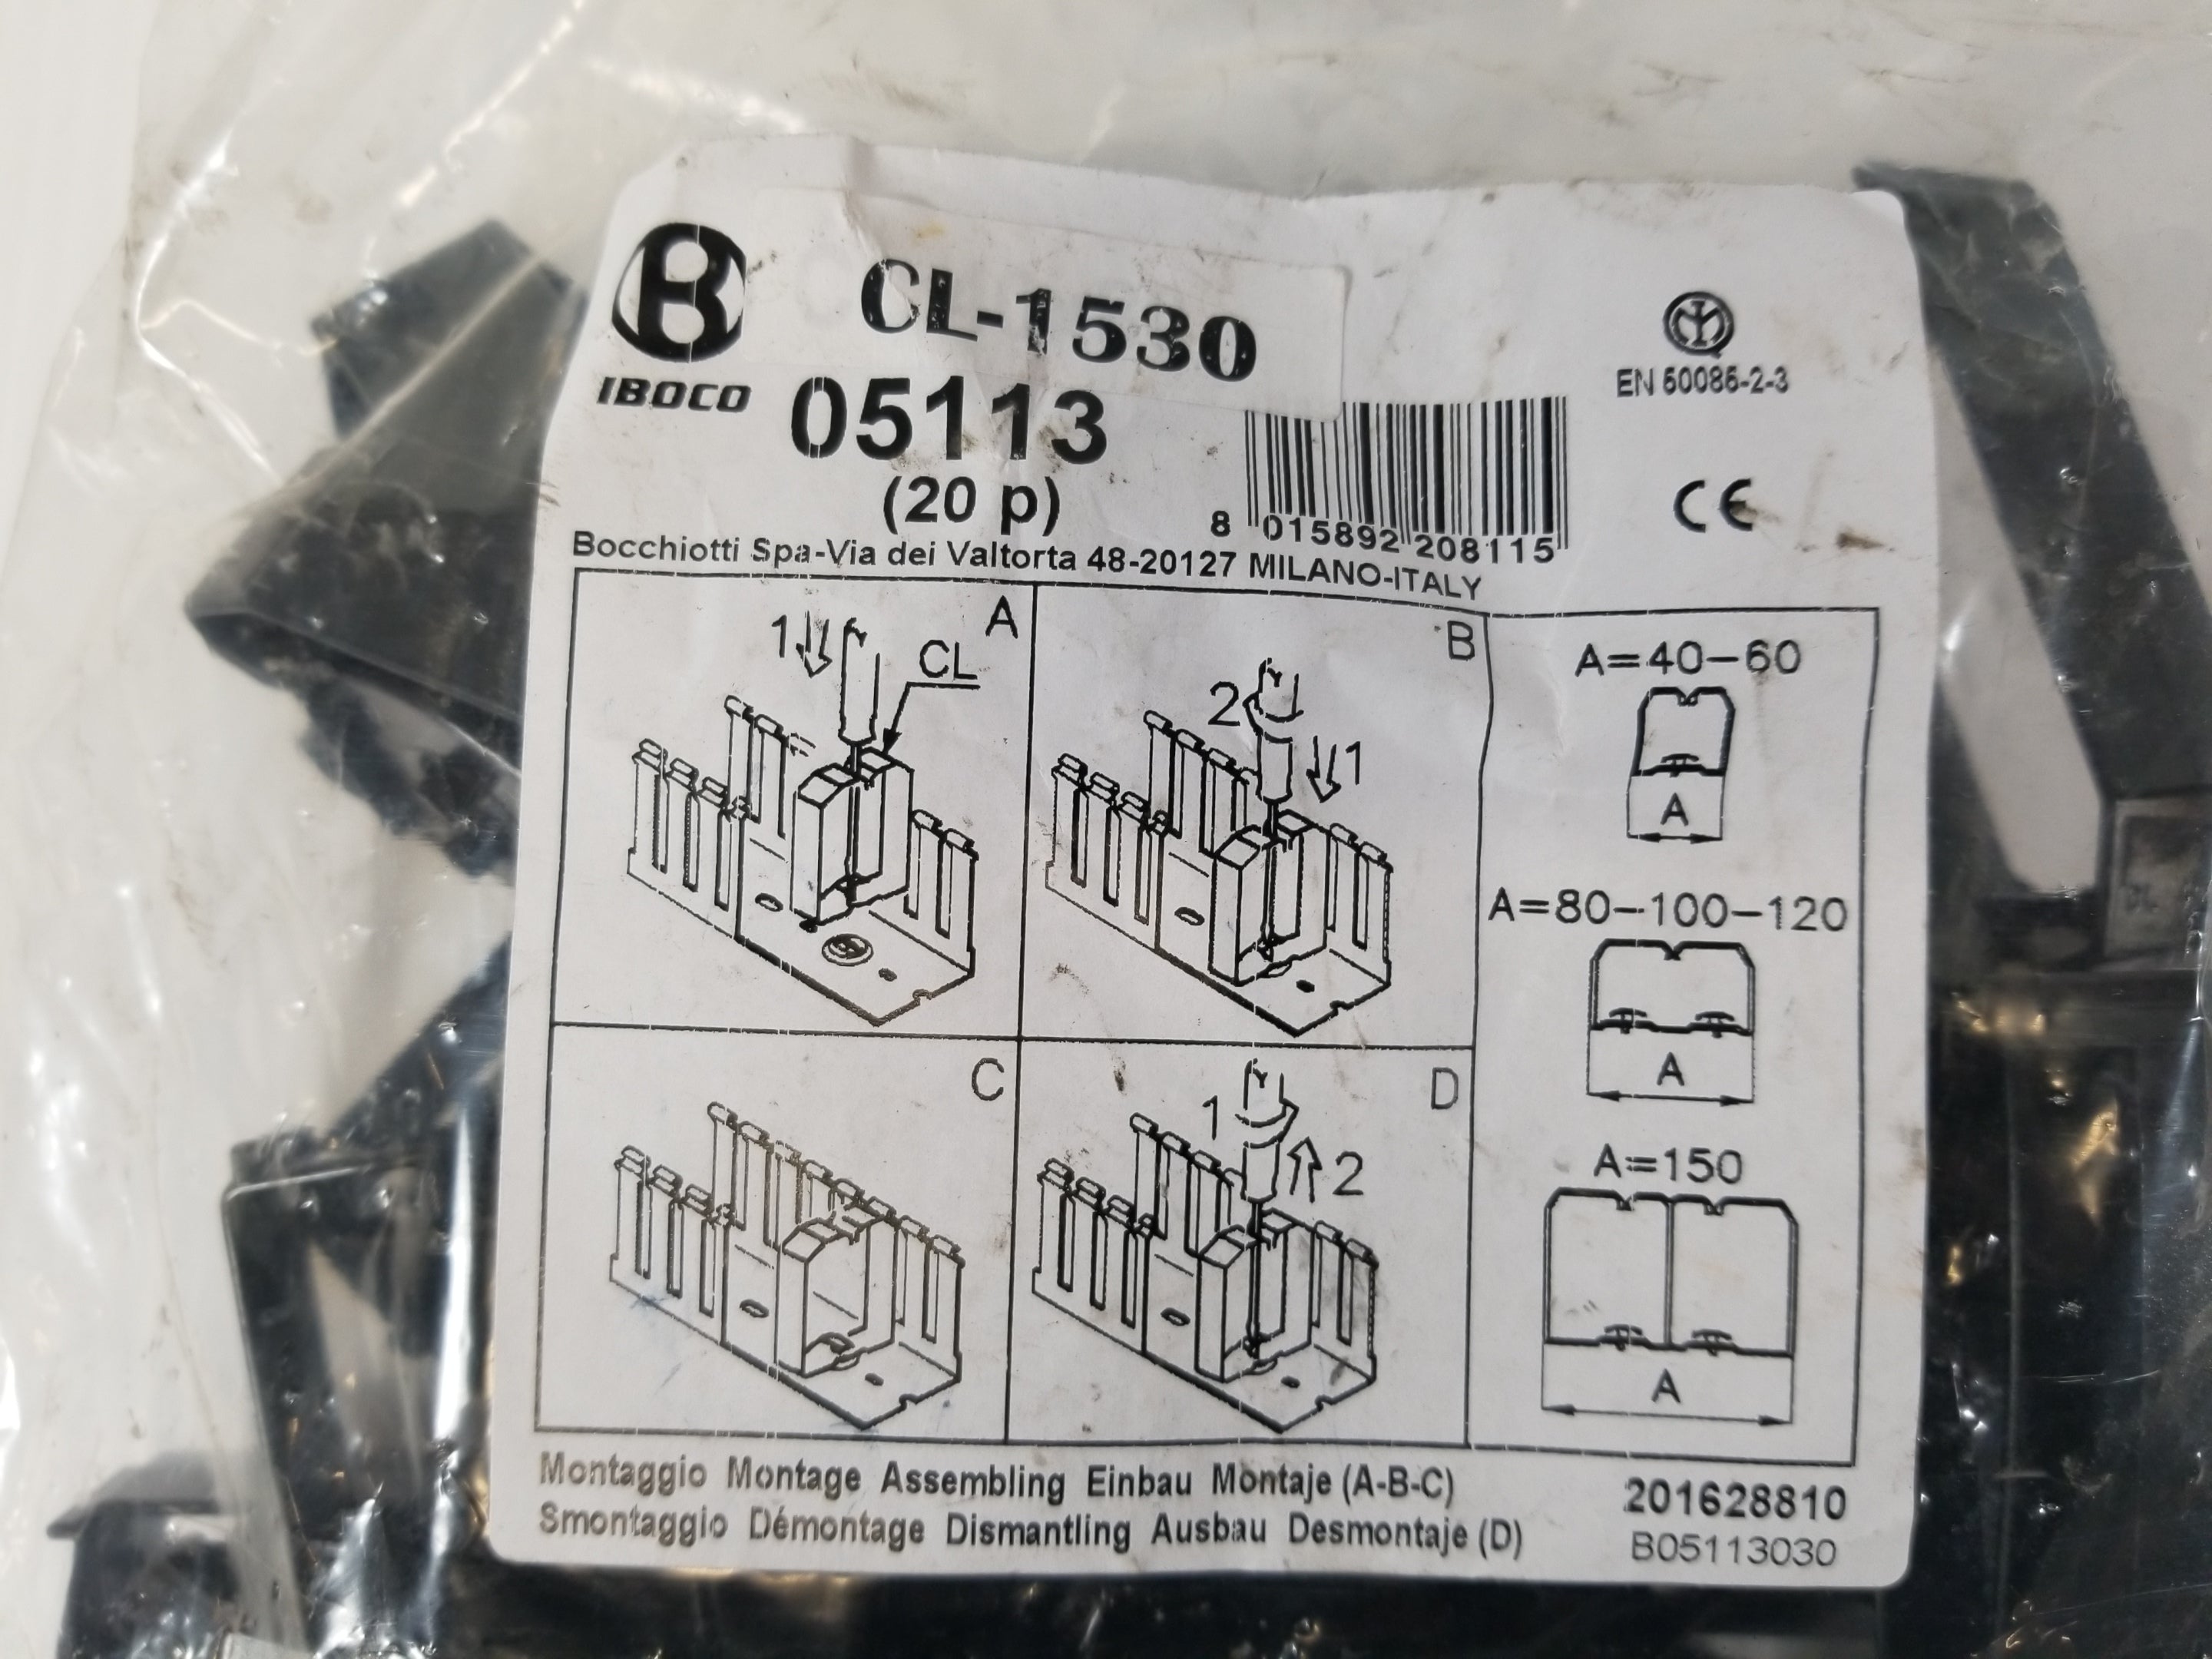 IBOCO
CL-1530
05113
(20 p)
8 015892 208115
EN 50085-2-3
CE
Bocchiotti Spa-Via dei Valtorta 48-20127 MILANO-ITALY
A
1
CL
B
2
1
C
D
1
2
A=40-60
A
A=80-100-120
A
A=150
A
Montaggio Montage Assembling Einbau Montaje (A-B-C)
Smontaggio Démontage Dismantling Ausbau Desmontaje (D)
201628810
B05113030